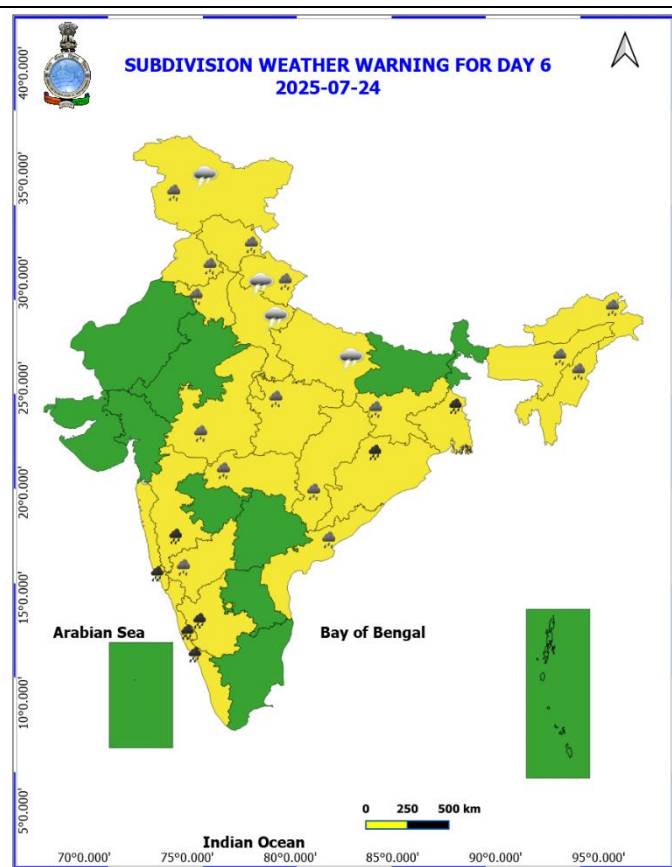 SUBDIVISION WEATHER WARNING FOR DAY 6
2025-07-24
40°0.000'
35°0.000'
30°0.000'
25°0.000'
20°0.000'
15°0.000'
10°0.000'
5°0.000'
Arabian Sea
Bay of Bengal
0 250 500 km
Indian Ocean
70°0.000' 75°0.000' 80°0.000' 85°0.000' 90°0.000' 95°0.000'